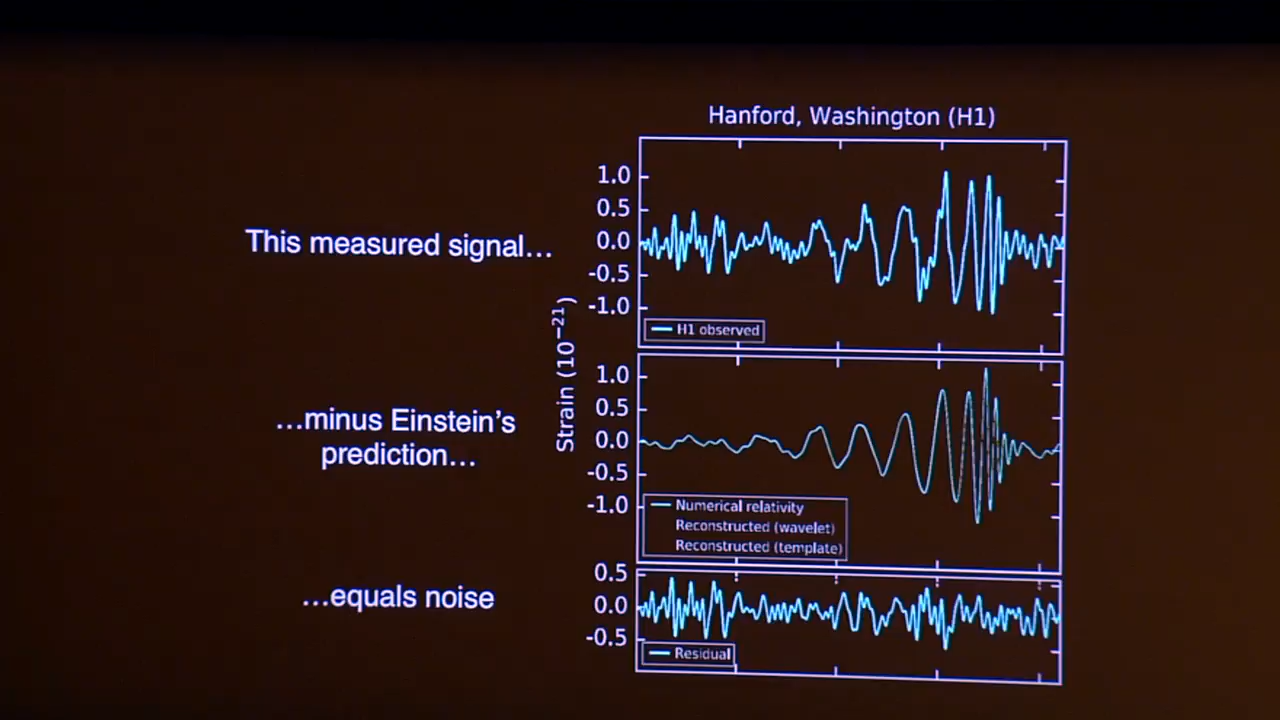 Hanford, Washington (H1)
This measured signal…
1.0
0.5
0.0
-0.5
-1.0
H1 observed
Strain (10⁻²¹)
…minus Einstein's
prediction…
1.0
0.5
0.0
-0.5
-1.0
Numerical relativity
Reconstructed (wavelet)
Reconstructed (template)
…equals noise
0.5
0.0
-0.5
Residual